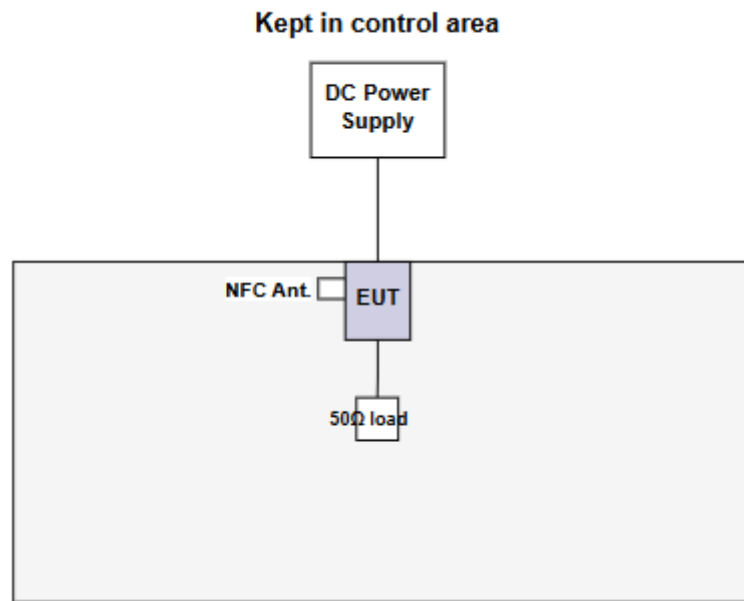 Kept in control area
DC Power
Supply
NFC Ant.
EUT
50Ω load